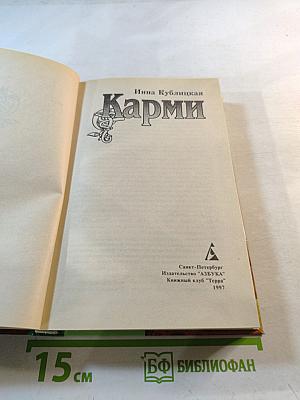 Инна Кублицкая
Карми
Санкт-Петербург
Издательство "АЗБУКА"
Книжный клуб "Терра"
1997
15 см
БФ БИБЛИОФАН